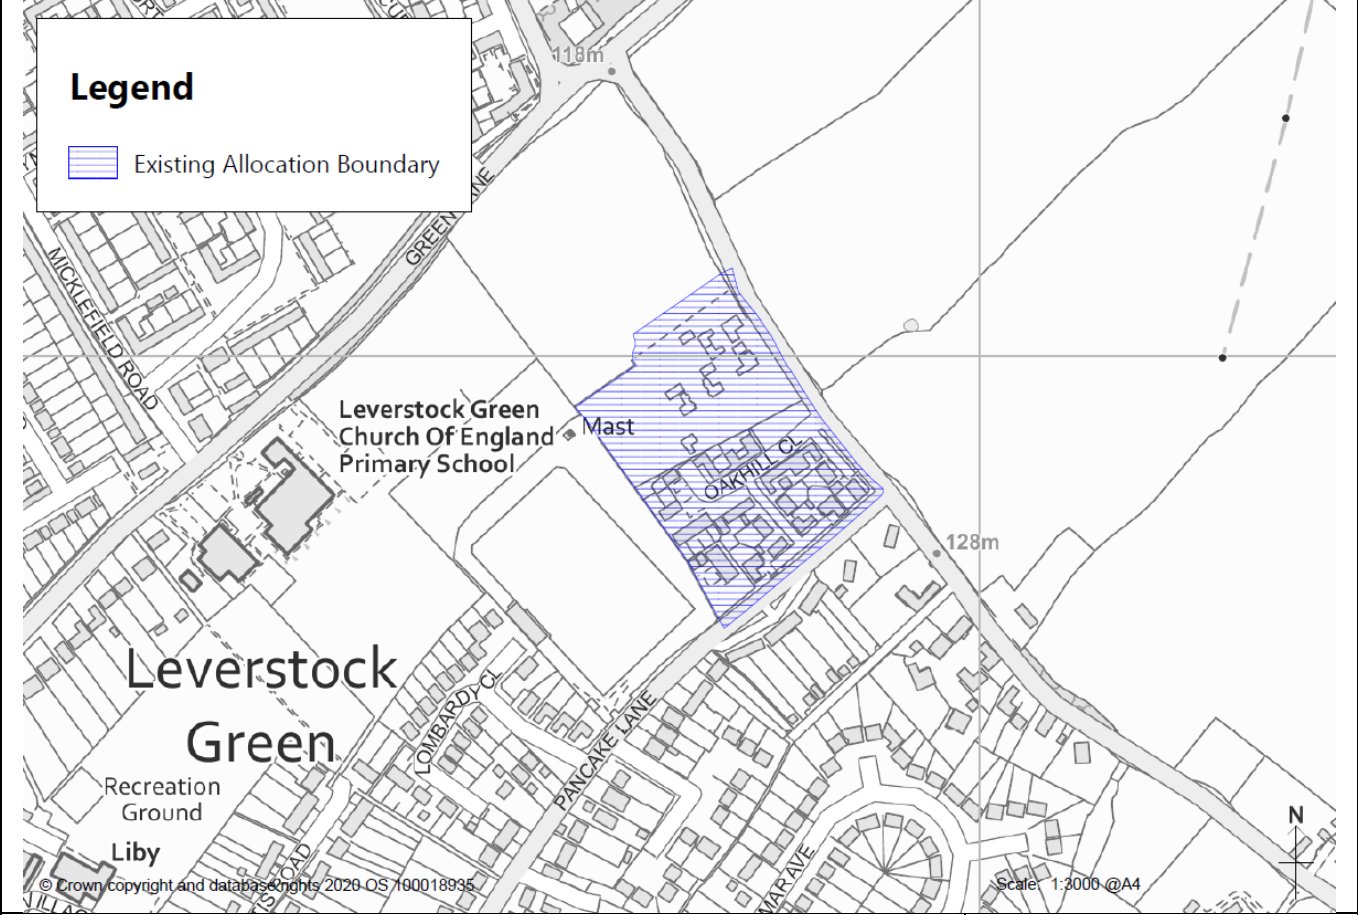 118m
Legend
Existing Allocation Boundary
GREEN
MICKLEFIELD ROAD
Leverstock Green
Church Of England
Primary School
Mast
OAKHILL CL
128m
Leverstock
Green
LOMBARDY CL
PANCAKE LANE
Recreation
Ground
Liby
N
© Crown copyright and database rights 2020 OS 100018935
Scale: 1:3000 @A4